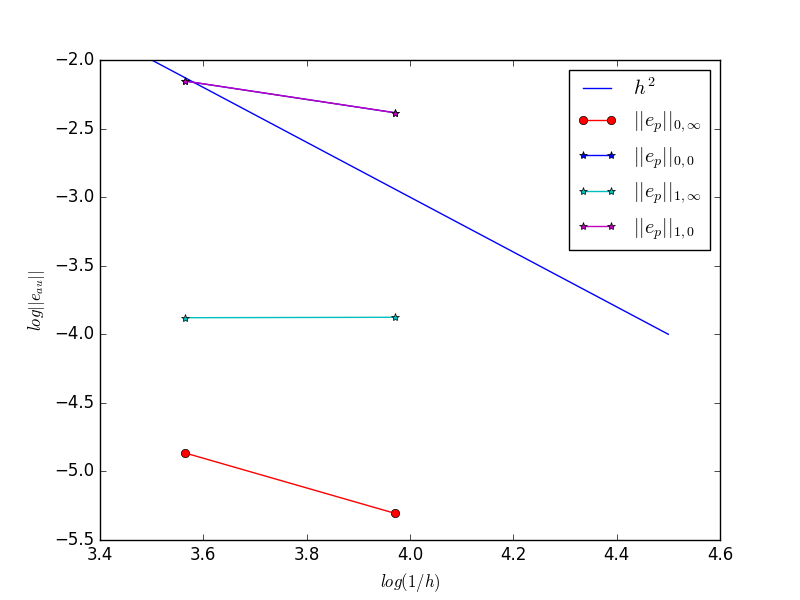 −2.0
−2.5
−3.0
−3.5
−4.0
−4.5
−5.0
−5.5
3.4 3.6 3.8 4.0 4.2 4.4 4.6
log||e_{au}||
log(1/h)
h^2
||e_p||_{0,∞}
||e_p||_{0,0}
||e_p||_{1,∞}
||e_p||_{1,0}